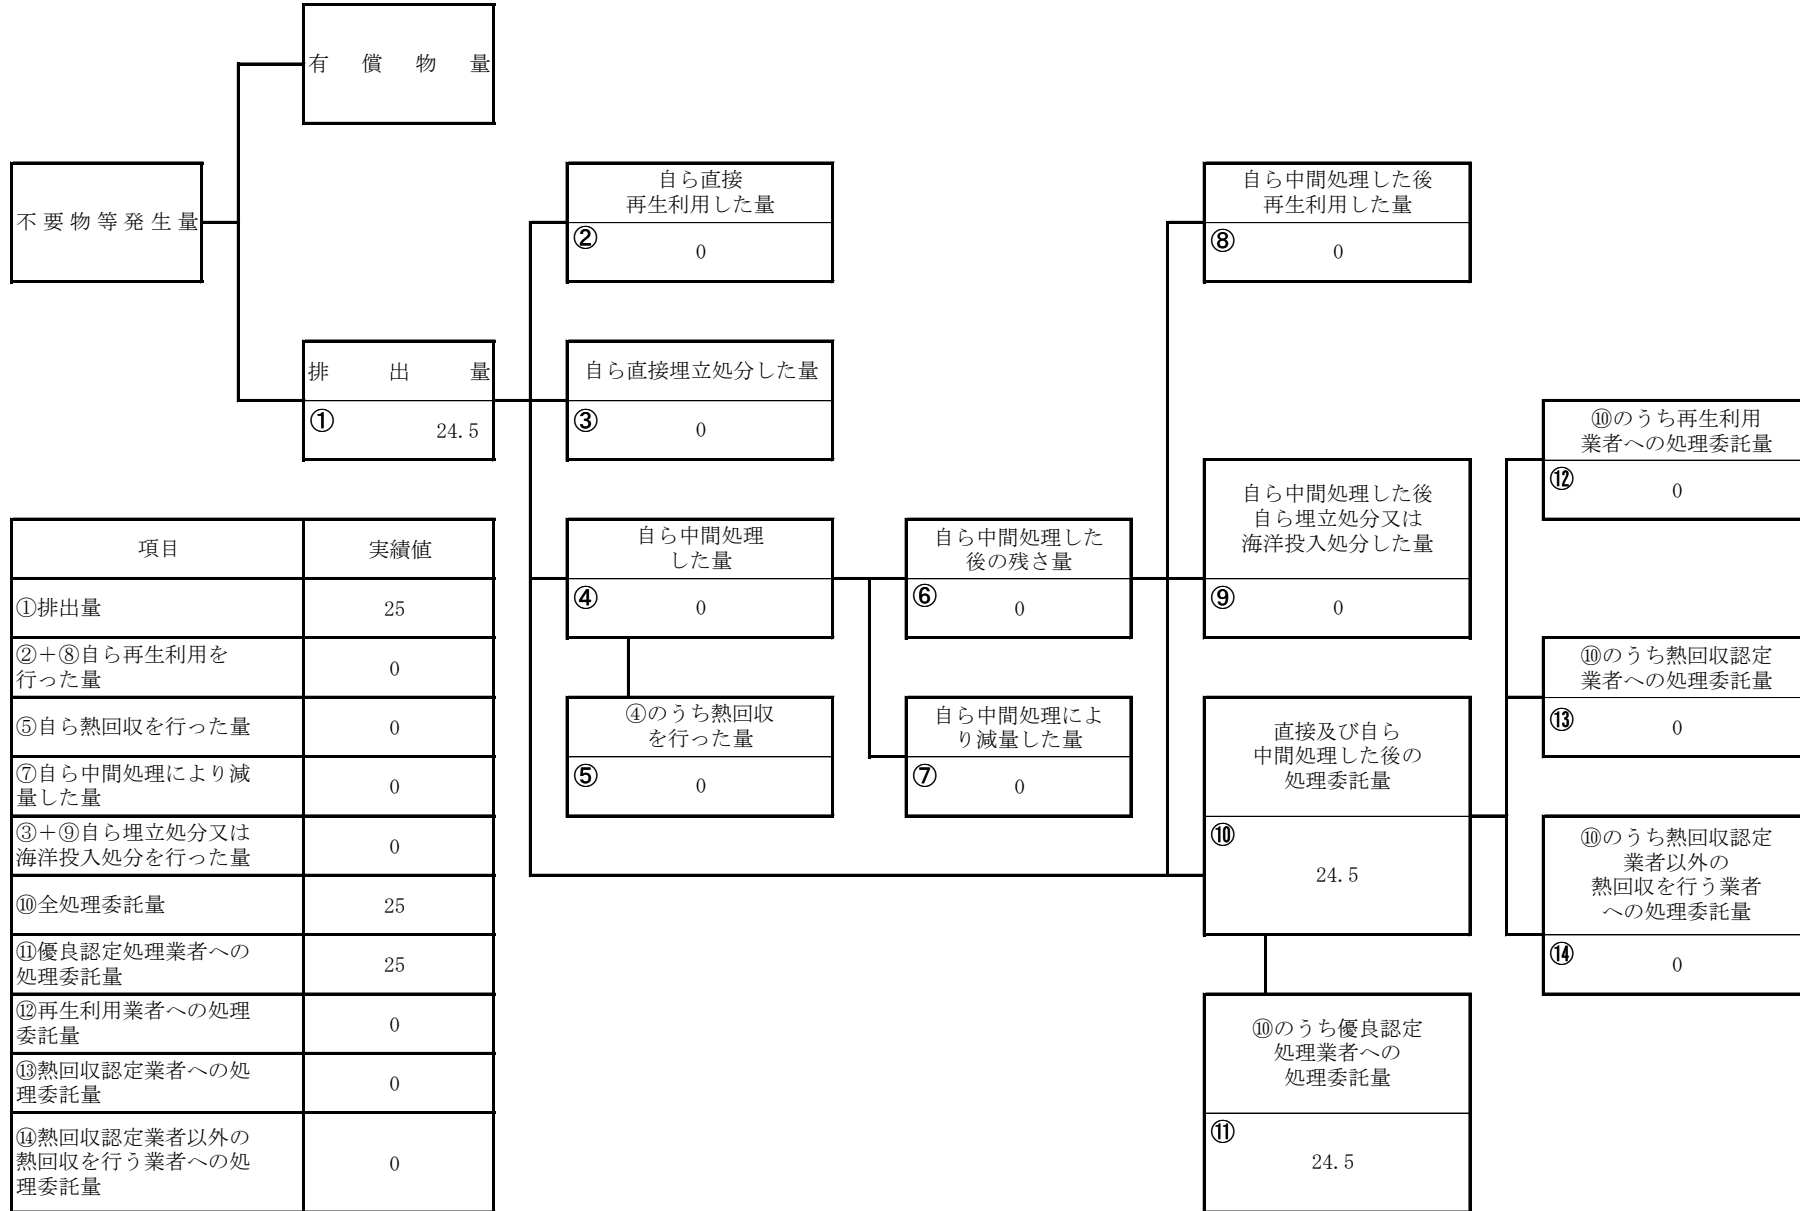 有償物量
不要物等発生量
自ら直接
再生利用した量
② 0
自ら中間処理した後
再生利用した量
⑧ 0
排出量
① 24.5
自ら直接埋立処分した量
③ 0
⑩のうち再生利用
業者への処理委託量
⑫ 0
自ら中間処理
した量
④ 0
自ら中間処理した
後の残さ量
⑥ 0
自ら中間処理した後
自ら埋立処分又は
海洋投入処分した量
⑨ 0
⑩のうち熱回収認定
業者への処理委託量
⑬ 0
④のうち熱回収
を行った量
⑤ 0
自ら中間処理によ
り減量した量
⑦ 0
直接及び自ら
中間処理した後の
処理委託量
⑩
24.5
⑩のうち熱回収認定
業者以外の
熱回収を行う業者
への処理委託量
⑭ 0
⑩のうち優良認定
処理業者への
処理委託量
⑪
24.5
項目 実績値
①排出量 25
②+⑧自ら再生利用を
行った量 0
⑤自ら熱回収を行った量 0
⑦自ら中間処理により減
量した量 0
③+⑨自ら埋立処分又は
海洋投入処分を行った量 0
⑩全処理委託量 25
⑪優良認定処理業者への
処理委託量 25
⑫再生利用業者への処理
委託量 0
⑬熱回収認定業者への処
理委託量 0
⑭熱回収認定業者以外の
熱回収を行う業者への処
理委託量 0